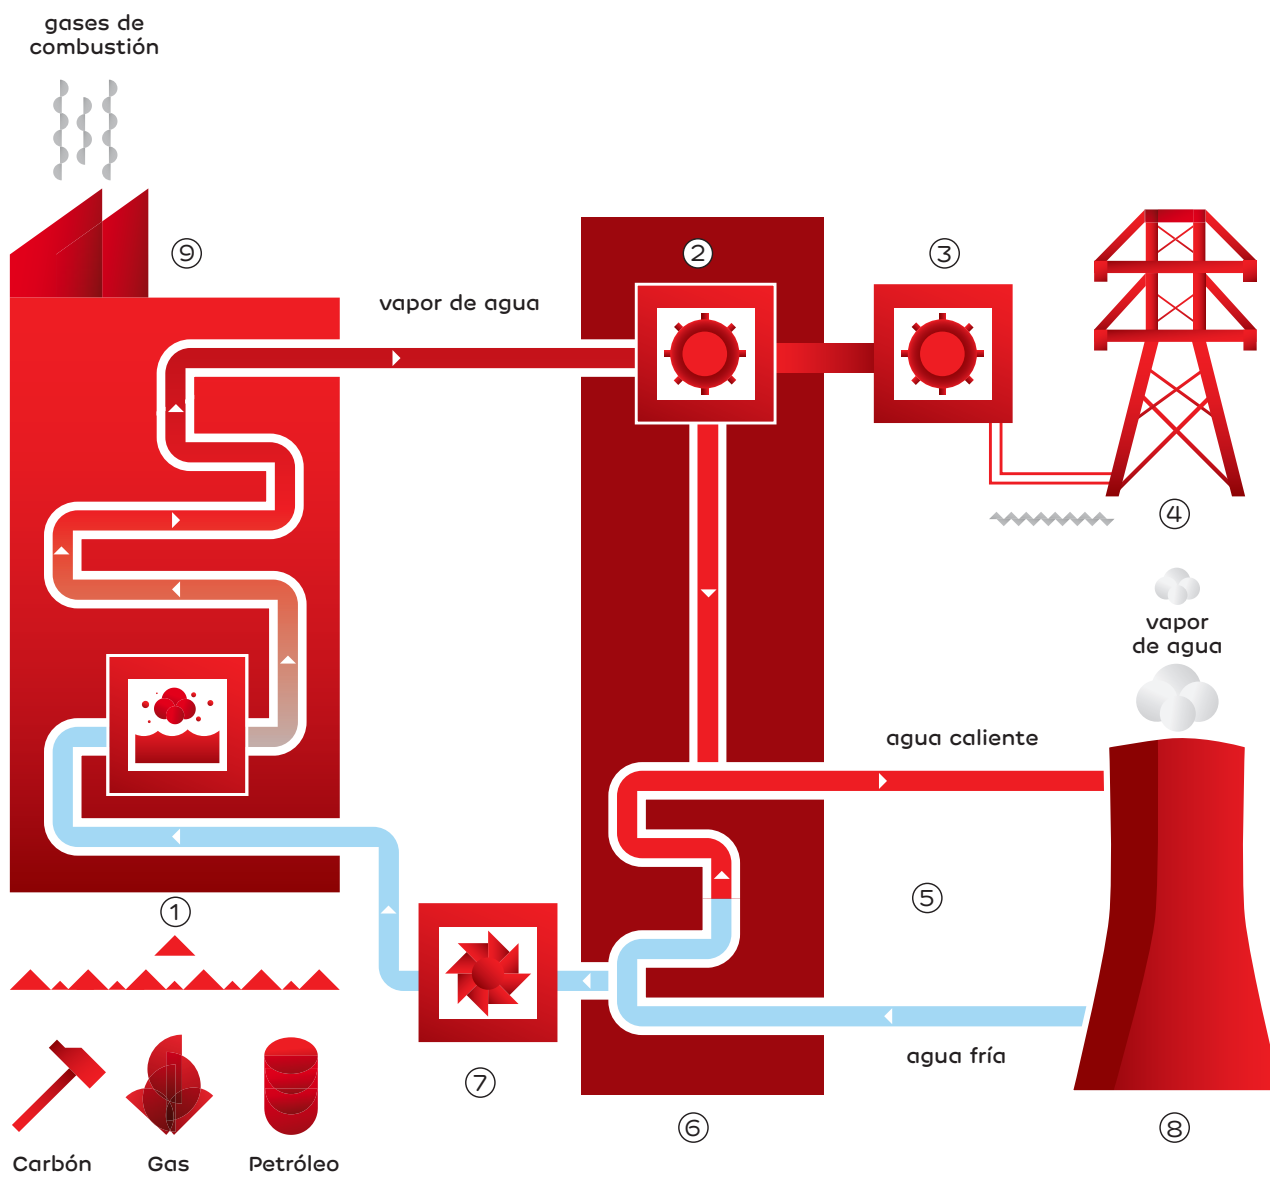 gases de
combustión
9
2
3
vapor de agua
4
vapor
de agua
agua caliente
5
1
agua fría
7
6
8
Carbón
Gas
Petróleo